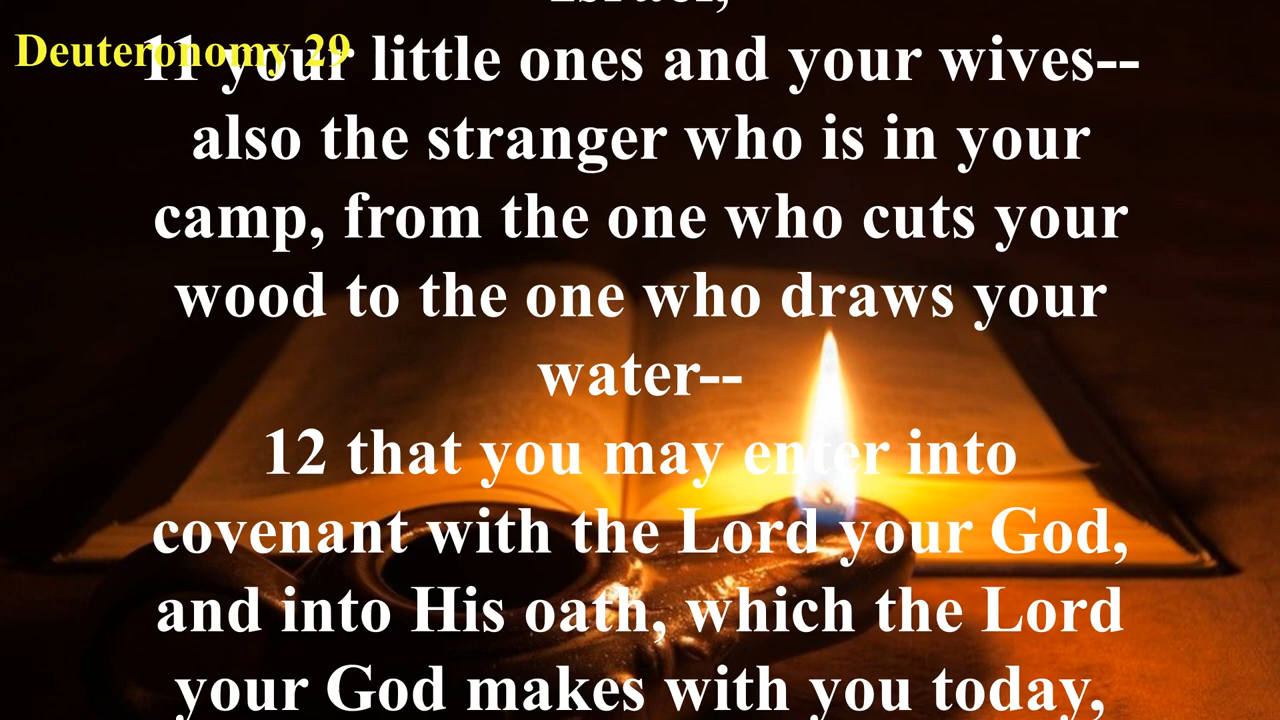 Israel,
Deuteronomy 29
11 your little ones and your wives--
also the stranger who is in your
camp, from the one who cuts your
wood to the one who draws your
water--
12 that you may enter into
covenant with the Lord your God,
and into His oath, which the Lord
your God makes with you today,